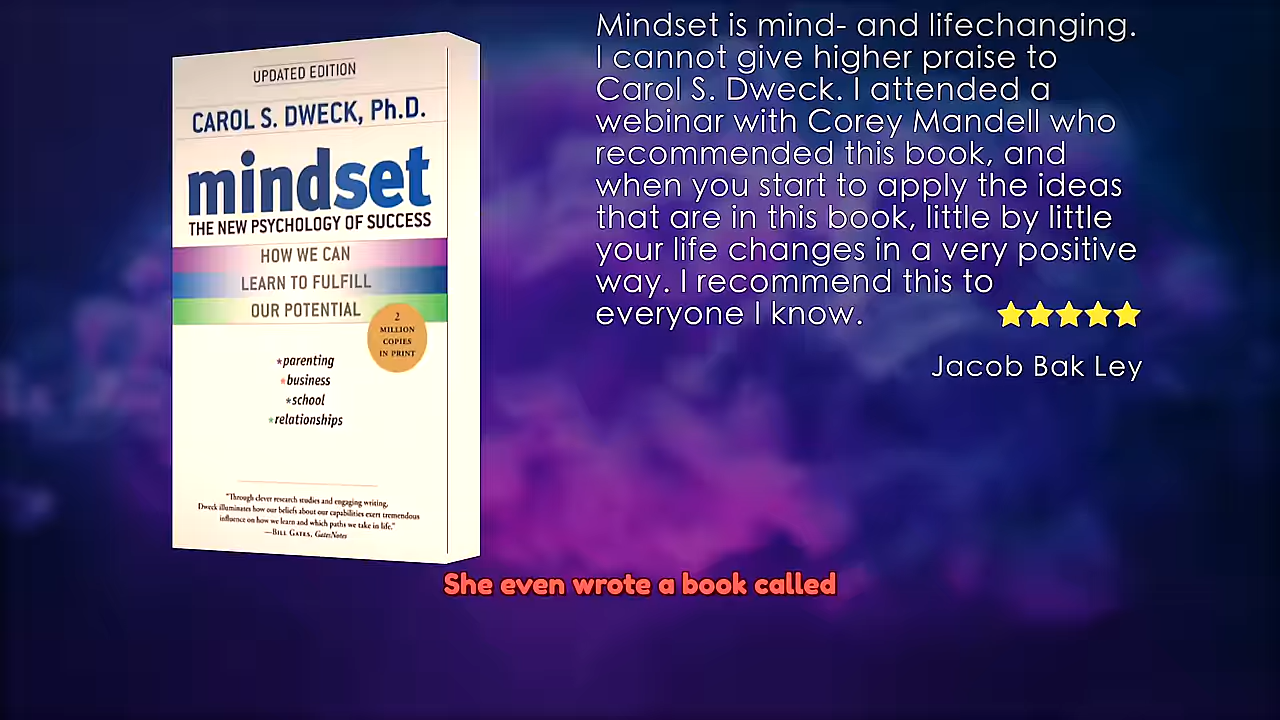 UPDATED EDITION
CAROL S. DWECK, Ph.D.
mindset
THE NEW PSYCHOLOGY OF SUCCESS
HOW WE CAN
LEARN TO FULFILL
OUR POTENTIAL
2
MILLION
COPIES
IN PRINT
*parenting
*business
*school
*relationships
"Through clever research studies and engaging writing,
Dweck illuminates how our beliefs about our capabilities exert tremendous
influence on how we learn and which paths we take in life."
—BILL GATES, GatesNotes
Mindset is mind- and lifechanging.
I cannot give higher praise to
Carol S. Dweck. I attended a
webinar with Corey Mandell who
recommended this book, and
when you start to apply the ideas
that are in this book, little by little
your life changes in a very positive
way. I recommend this to
everyone I know.
Jacob Bak Ley
She even wrote a book called